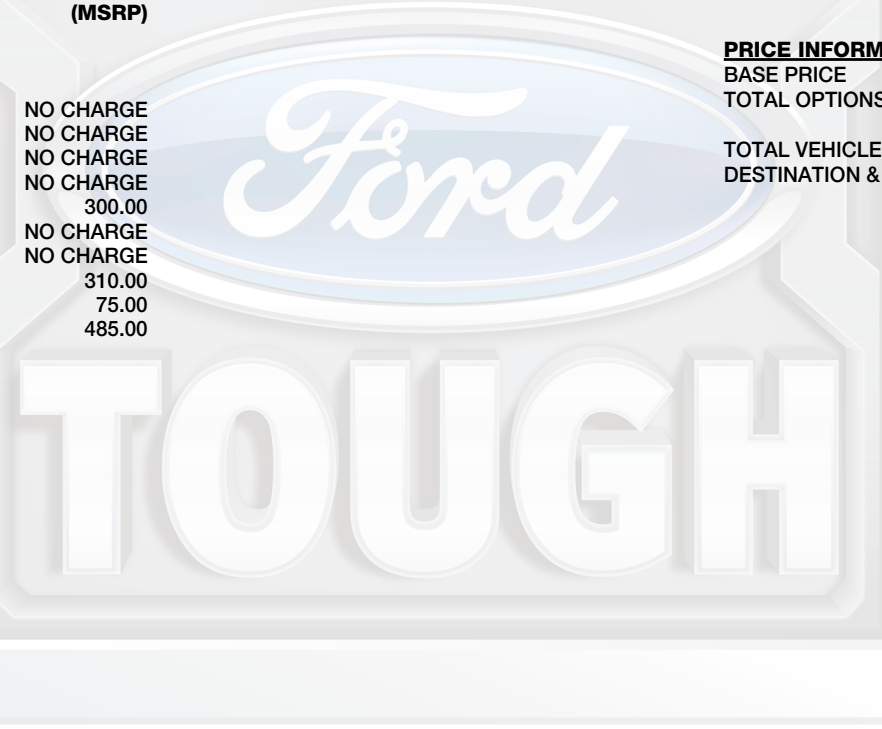 (MSRP)
NO CHARGE
NO CHARGE
NO CHARGE
NO CHARGE
300.00
NO CHARGE
NO CHARGE
310.00
75.00
485.00
PRICE INFORM
BASE PRICE
TOTAL OPTIONS
TOTAL VEHICLE
DESTINATION &
Ford
TOUGH